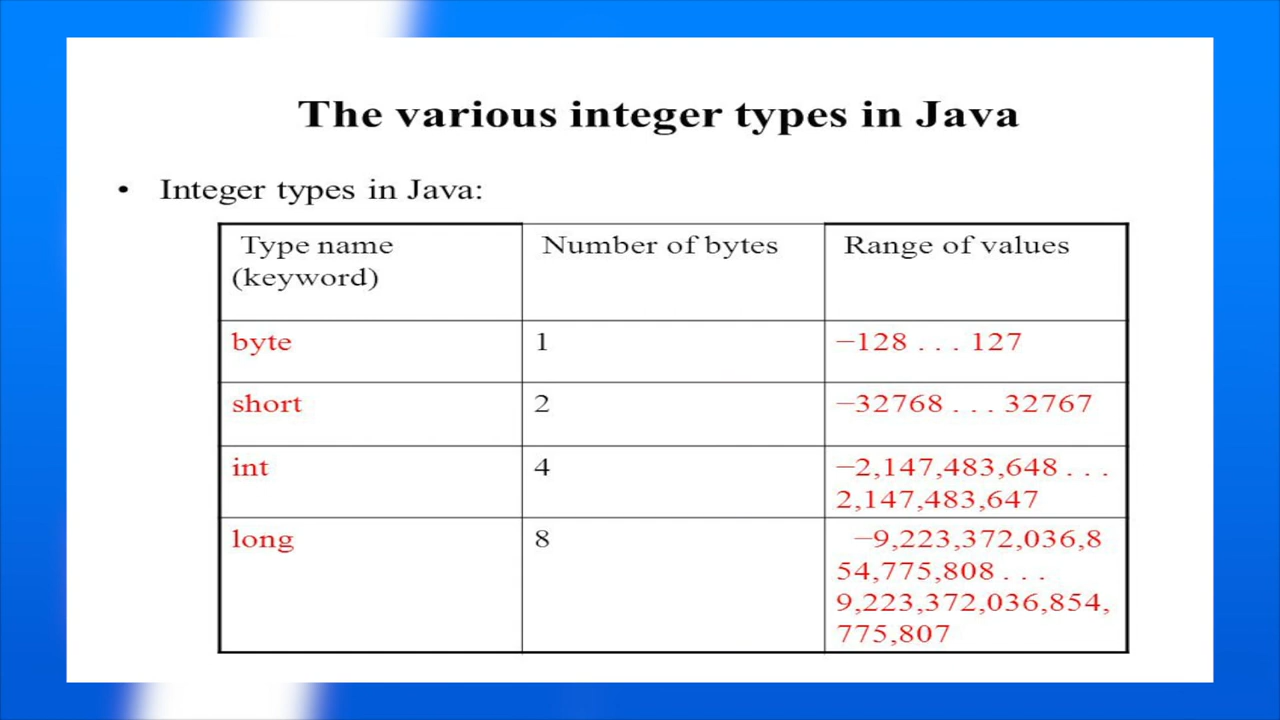 The various integer types in Java
• Integer types in Java:
Type name Number of bytes Range of values
(keyword)
byte 1 −128 . . . 127
short 2 −32768 . . . 32767
int 4 −2,147,483,648 . . .
2,147,483,647
long 8 −9,223,372,036,8
54,775,808 . . .
9,223,372,036,854,
775,807